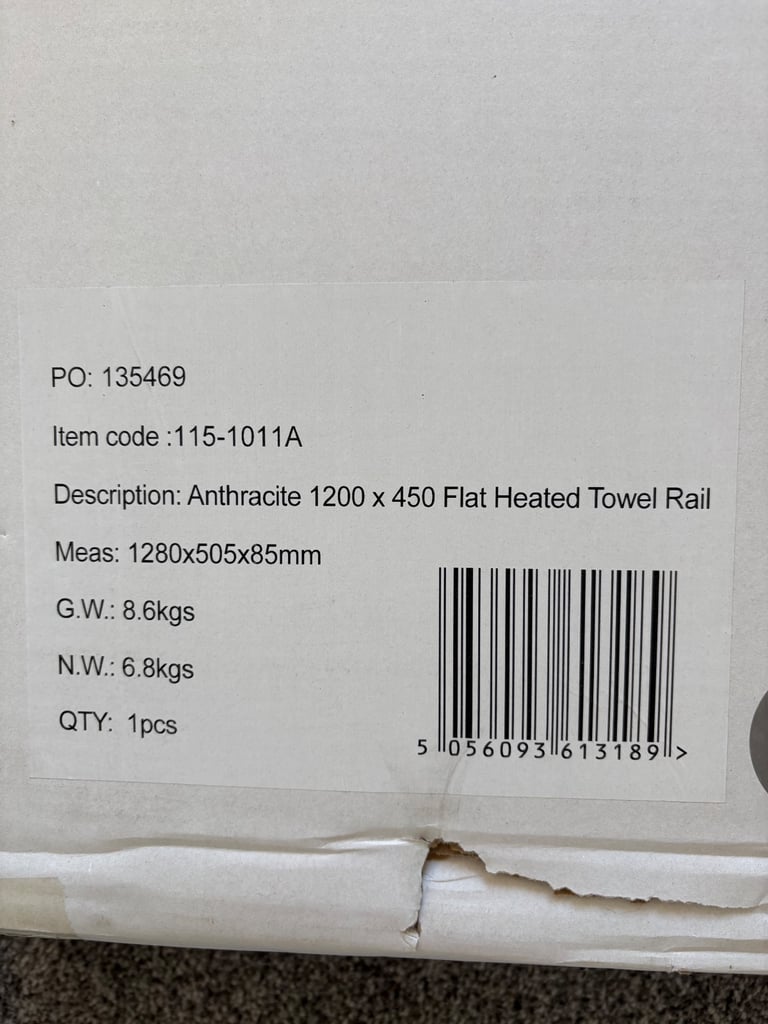 PO: 135469
Item code :115-1011A
Description: Anthracite 1200 x 450 Flat Heated Towel Rail
Meas: 1280x505x85mm
G.W.: 8.6kgs
N.W.: 6.8kgs
QTY: 1pcs
5 056093 613189 >